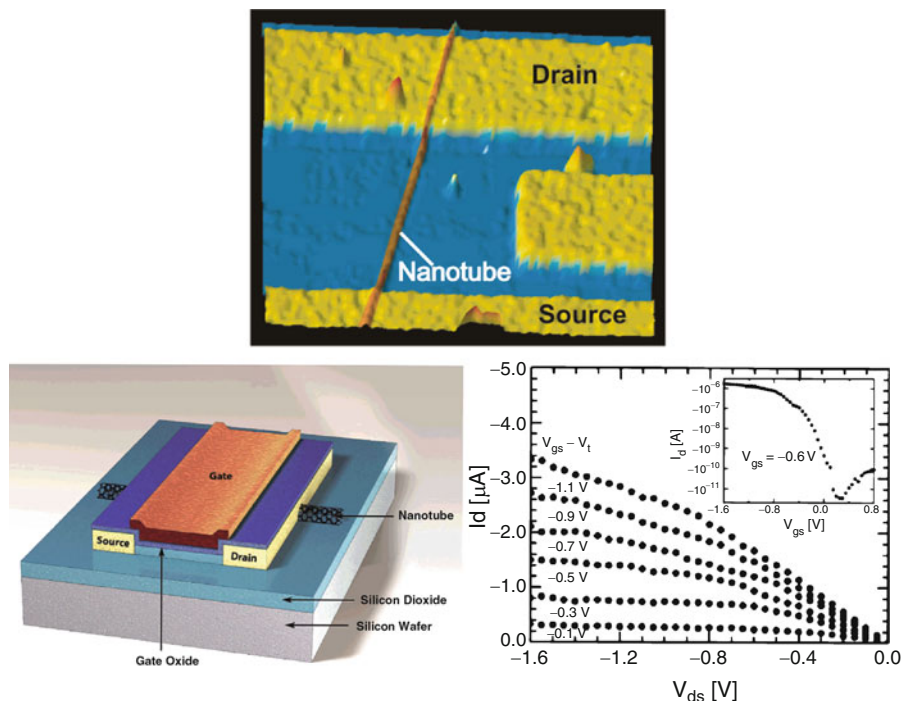 Drain
Nanotube
Source
Gate
Nanotube
Source
Drain
Silicon Dioxide
Silicon Wafer
Gate Oxide
Id [µA]
−5.0
−4.0
−3.0
−2.0
−1.0
0.0
V_gs − V_t
−1.1 V
−0.9 V
−0.7 V
−0.5 V
−0.3 V
−0.1 V
I_d [A]
−10⁻⁶
−10⁻⁷
−10⁻⁸
−10⁻⁹
−10⁻¹⁰
−10⁻¹¹
V_gs = −0.6 V
−1.6 −0.8 0.0 0.8
V_gs [V]
−1.6 −1.2 −0.8 −0.4 0.0
V_ds [V]